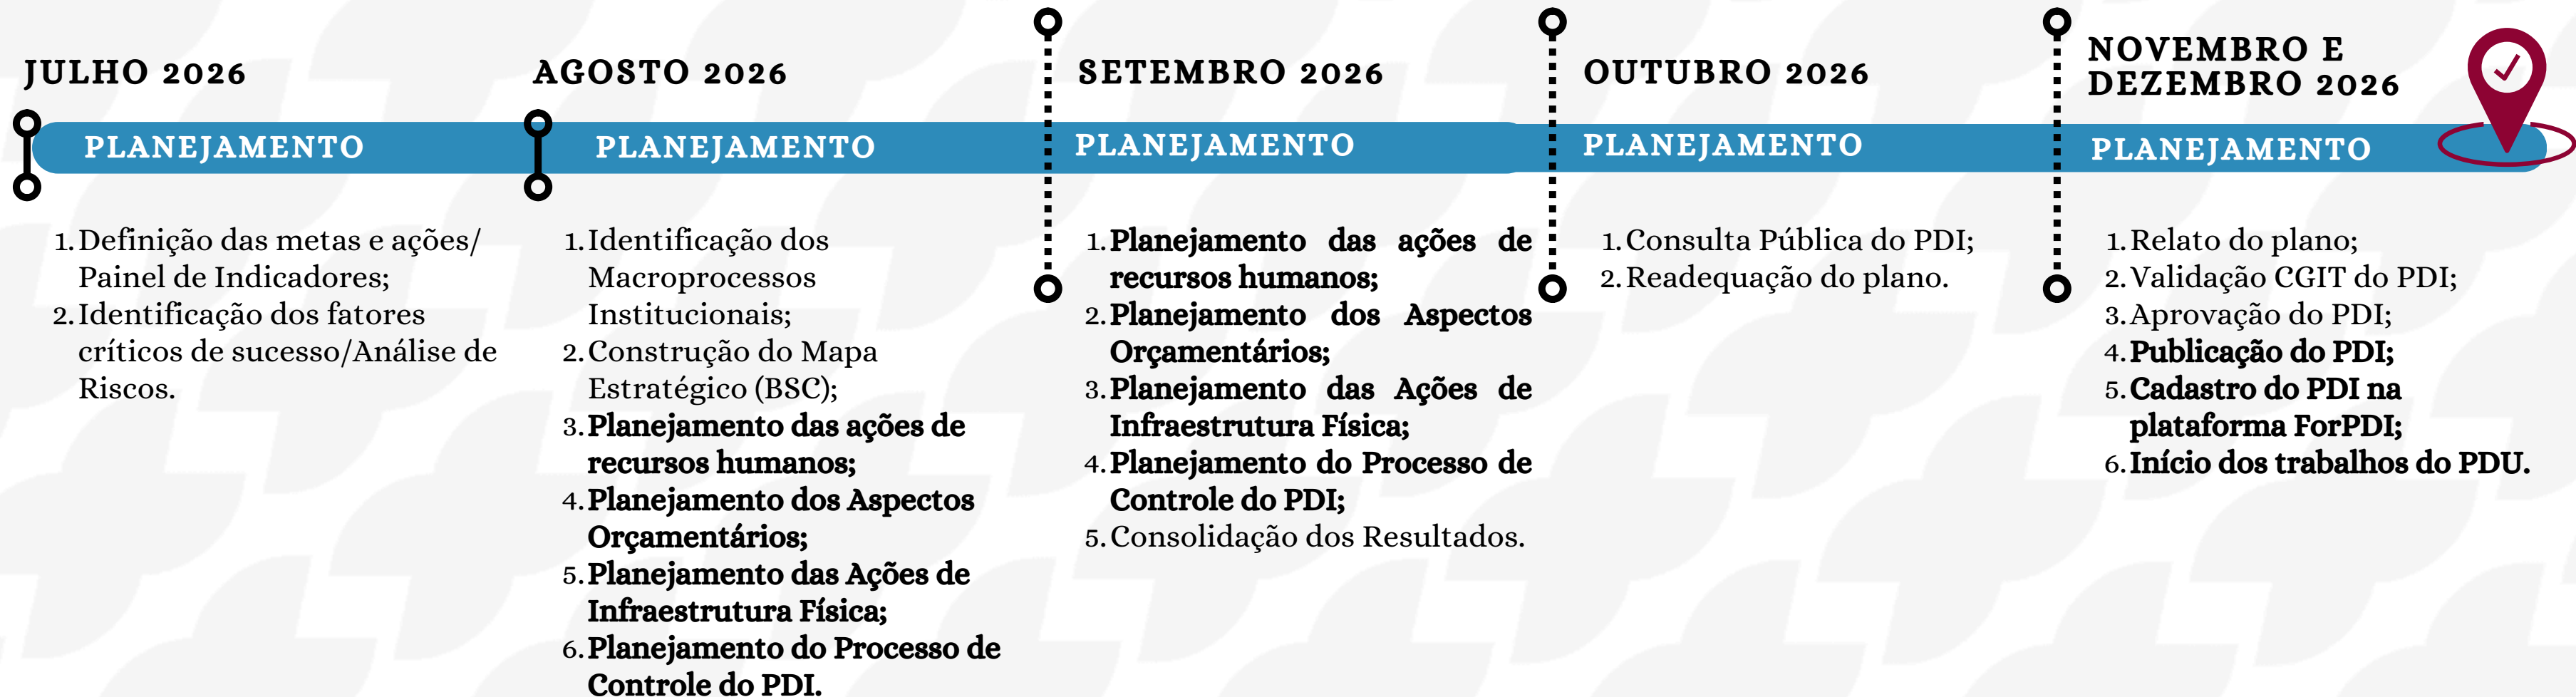 JULHO 2026
PLANEJAMENTO
1. Definição das metas e ações/
Painel de Indicadores;
2. Identificação dos fatores
críticos de sucesso/Análise de
Riscos.
AGOSTO 2026
PLANEJAMENTO
1. Identificação dos
Macroprocessos
Institucionais;
2. Construção do Mapa
Estratégico (BSC);
3. Planejamento das ações de
recursos humanos;
4. Planejamento dos Aspectos
Orçamentários;
5. Planejamento das Ações de
Infraestrutura Física;
6. Planejamento do Processo de
Controle do PDI.
SETEMBRO 2026
PLANEJAMENTO
1. Planejamento das ações de
recursos humanos;
2. Planejamento dos Aspectos
Orçamentários;
3. Planejamento das Ações de
Infraestrutura Física;
4. Planejamento do Processo de
Controle do PDI;
5. Consolidação dos Resultados.
OUTUBRO 2026
PLANEJAMENTO
1. Consulta Pública do PDI;
2. Readequação do plano.
NOVEMBRO E
DEZEMBRO 2026
PLANEJAMENTO
1. Relato do plano;
2. Validação CGIT do PDI;
3. Aprovação do PDI;
4. Publicação do PDI;
5. Cadastro do PDI na
plataforma ForPDI;
6. Início dos trabalhos do PDU.